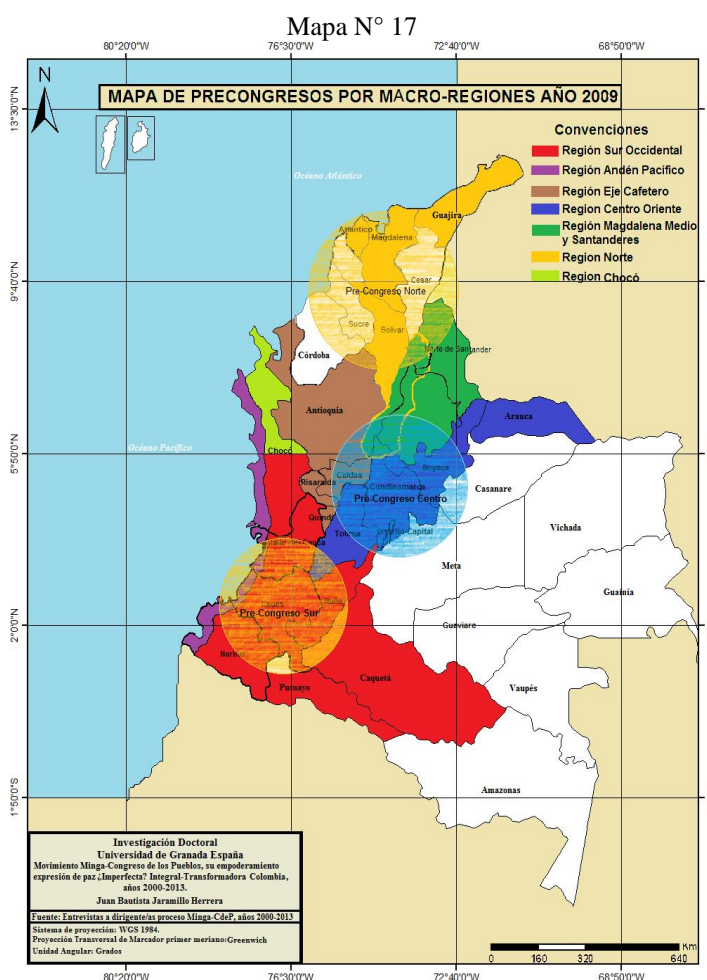 Mapa N° 17
80°20'0"W 76°30'0"W 72°40'0"W 68°50'0"W
N
MAPA DE PRECONGRESOS POR MACRO-REGIONES AÑO 2009
13°30'0"N
Convenciones
Región Sur Occidental
Región Andén Pacífico
Región Eje Cafetero
Region Centro Oriente
Región Magdalena Medio
y Santanderes
Region Norte
Region Chocó
Océano Atlántico
Guajira
Atlántico
Magdalena
9°40'0"N
Cesar
Pre-Congreso Norte
Sucre
Bolivar
Córdoba
Norte de Santander
Antioquia
Arauca
Océano Pacífico
Chocó
Boyacá
Caldas
Risaralda
Cundinamarca
Casanare
Pre-Congreso Centro
Quindi
Vichada
Capital
Tolima
Meta
Guainía
Huila
Pre-Congreso Sur
2°0'0"N
Guaviare
Caquetá
Putuayo
Vaupés
Amazonas
1°50'0"S
Investigación Doctoral
Universidad de Granada España
Movimiento Minga-Congreso de los Pueblos, su empoderamiento
expresión de paz ¿Imperfecta? Integral-Transformadora Colombia,
años 2000-2013.
Juan Bautista Jaramillo Herrera
Fuente: Entrevistas a dirigente/as proceso Minga-CdeP, años 2000-2013
Sistema de proyección: WGS 1984.
Proyección Transversal de Marcador primer meriano:Greenwich
Unidad Angular: Grados
Km
0 160 320 640
80°20'0"W 76°30'0"W 72°40'0"W 68°50'0"W